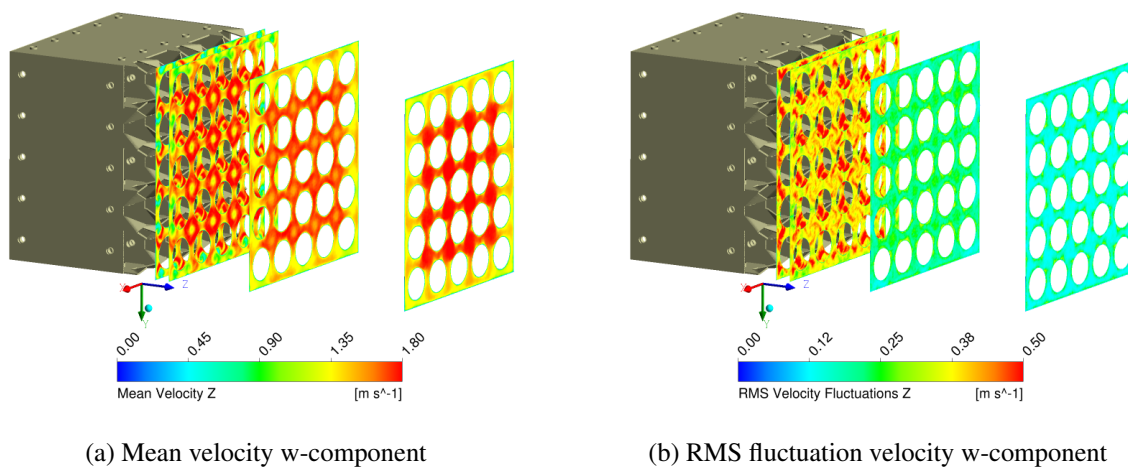 X Z
Y
0.00 0.45 0.90 1.35 1.80
Mean Velocity Z [m s^-1]
(a) Mean velocity w-component
X Z
Y
0.00 0.12 0.25 0.38 0.50
RMS Velocity Fluctuations Z [m s^-1]
(b) RMS fluctuation velocity w-component